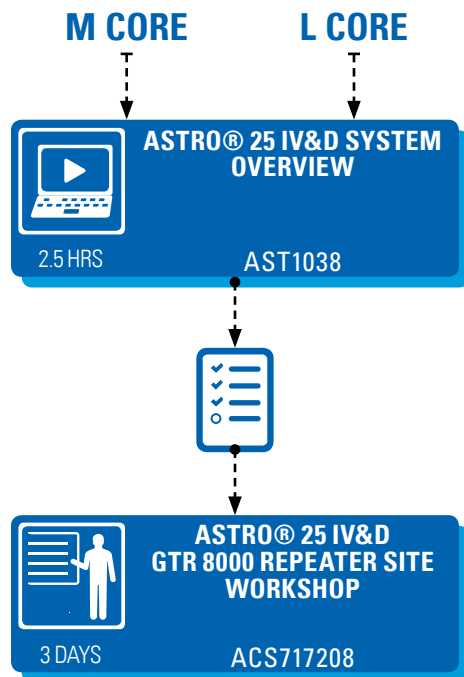 M CORE
L CORE
ASTRO® 25 IV&D SYSTEM
OVERVIEW
2.5 HRS
AST1038
ASTRO® 25 IV&D
GTR 8000 REPEATER SITE
WORKSHOP
3 DAYS
ACS717208